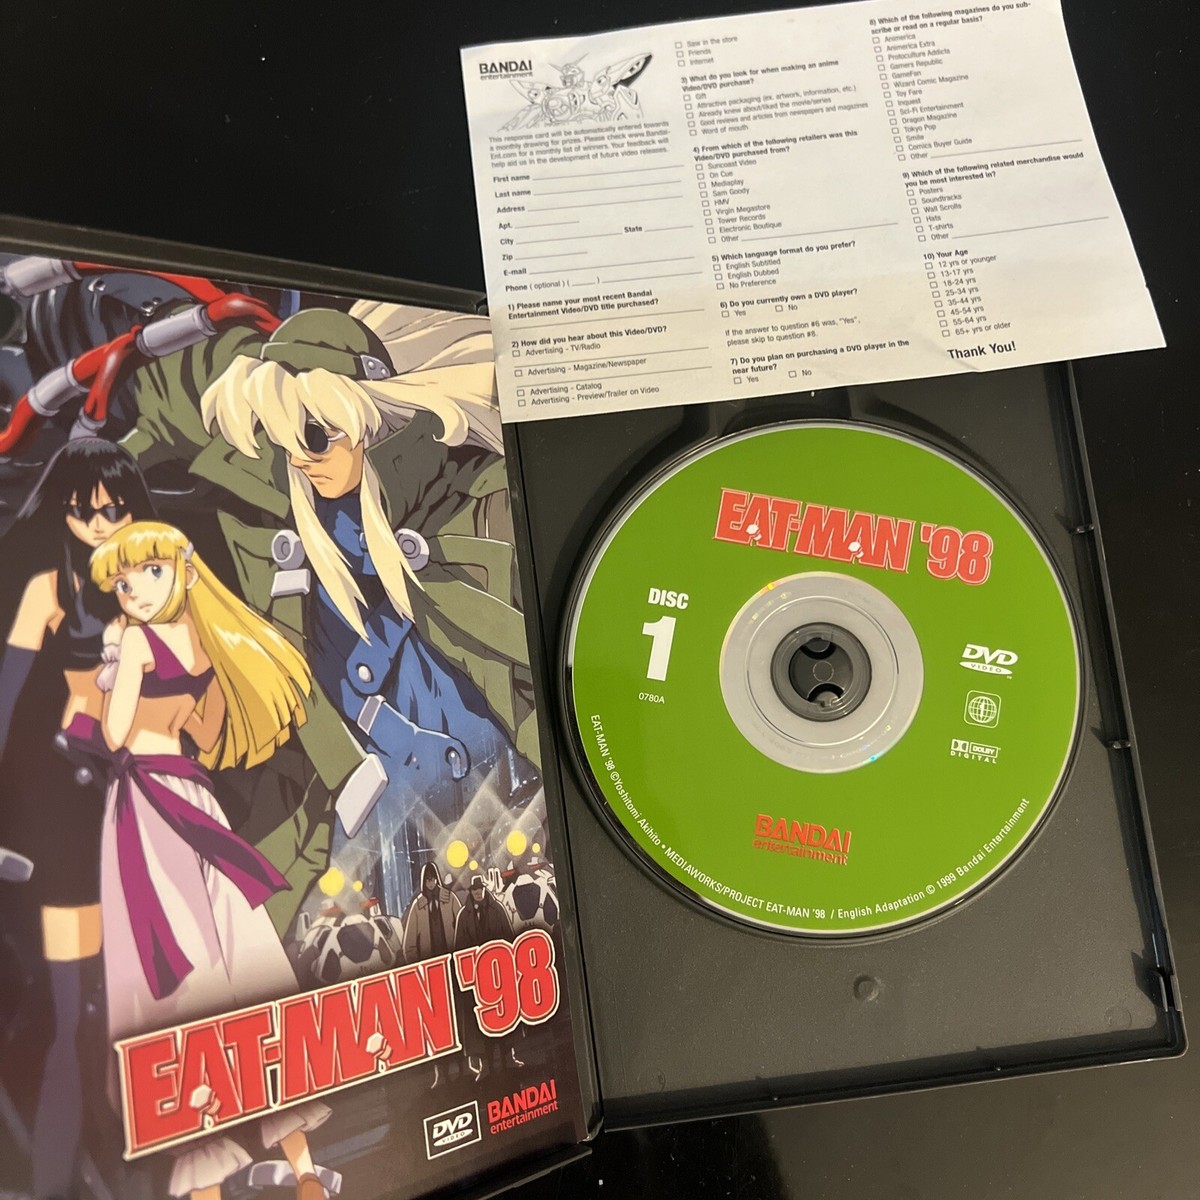 BANDAI
entertainment
This response card will be automatically entered towards
a monthly drawing for prizes. Please check www.Bandai-
Ent.com for a monthly list of winners. Your feedback will
help aid us in the development of future video releases.
First name
Last name
Address
Apt.
City State
Zip
E-mail
Phone ( optional ) ( )
1) Please name your most recent Bandai
Entertainment Video/DVD title purchased?
2) How did you hear about this Video/DVD?
Advertising - TV/Radio
Advertising - Magazine/Newspaper
Advertising - Catalog
Advertising - Preview/Trailer on Video
Saw in the store
Friends
Internet
3) What do you look for when making an anime
Video/DVD purchase?
Gift
Attractive packaging (ex. artwork, information, etc.)
Already knew about/liked the movie/series
Good reviews and articles from newspapers and magazines
Word of mouth
4) From which of the following retailers was this
Video/DVD purchased from?
Suncoast Video
On Cue
Mediaplay
Sam Goody
HMV
Virgin Megastore
Tower Records
Electronic Boutique
Other
5) Which language format do you prefer?
English Subtitled
English Dubbed
No Preference
6) Do you currently own a DVD player?
Yes No
If the answer to question #6 was, "Yes",
please skip to question #8.
7) Do you plan on purchasing a DVD player in the
near future?
Yes No
8) Which of the following magazines do you sub-
scribe or read on a regular basis?
Animerica
Animerica Extra
Protoculture Addicts
Gamers Republic
GameFan
Wizard Comic Magazine
Toy Fare
Inquest
Sci-Fi Entertainment
Dragon Magazine
Tokyo Pop
Smile
Comics Buyer Guide
Other
9) Which of the following related merchandise would
you be most interested in?
Posters
Soundtracks
Wall Scrolls
Hats
T-shirts
Other
10) Your Age
12 yrs or younger
13-17 yrs
18-24 yrs
25-34 yrs
35-44 yrs
45-54 yrs
55-64 yrs
65+ yrs or older
Thank You!
EAT-MAN '98
DISC
1
0780A
DVD
VIDEO
DOLBY
DIGITAL
BANDAI
entertainment
EAT-MAN '98 ©Yoshitomi Akihito • MEDIAWORKS/PROJECT EAT-MAN '98 / English Adaptation © 1999 Bandai Entertainment
EAT-MAN '98
DVD
VIDEO
BANDAI
entertainment